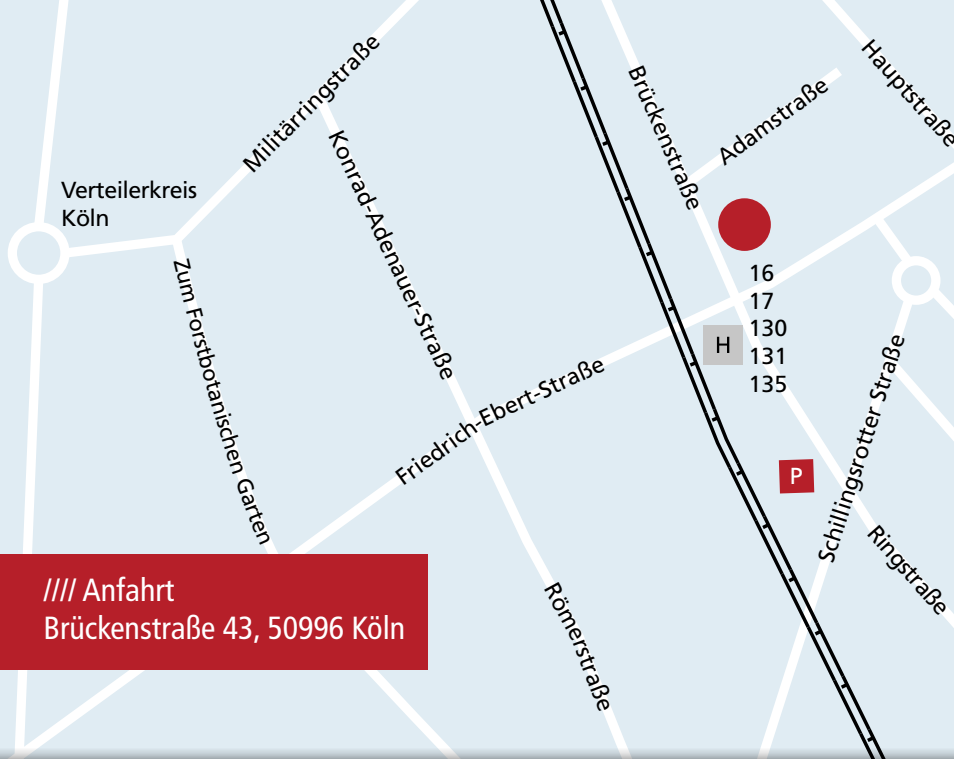 Militärringstraße
Brückenstraße
Hauptstraße
Adamstraße
Konrad-Adenauer-Straße
Verteilerkreis
Köln
Zum Forstbotanischen Garten
16
17
130
131
135
H
Friedrich-Ebert-Straße
Schillingsrotter Straße
P
Ringstraße
//// Anfahrt
Brückenstraße 43, 50996 Köln
Römerstraße